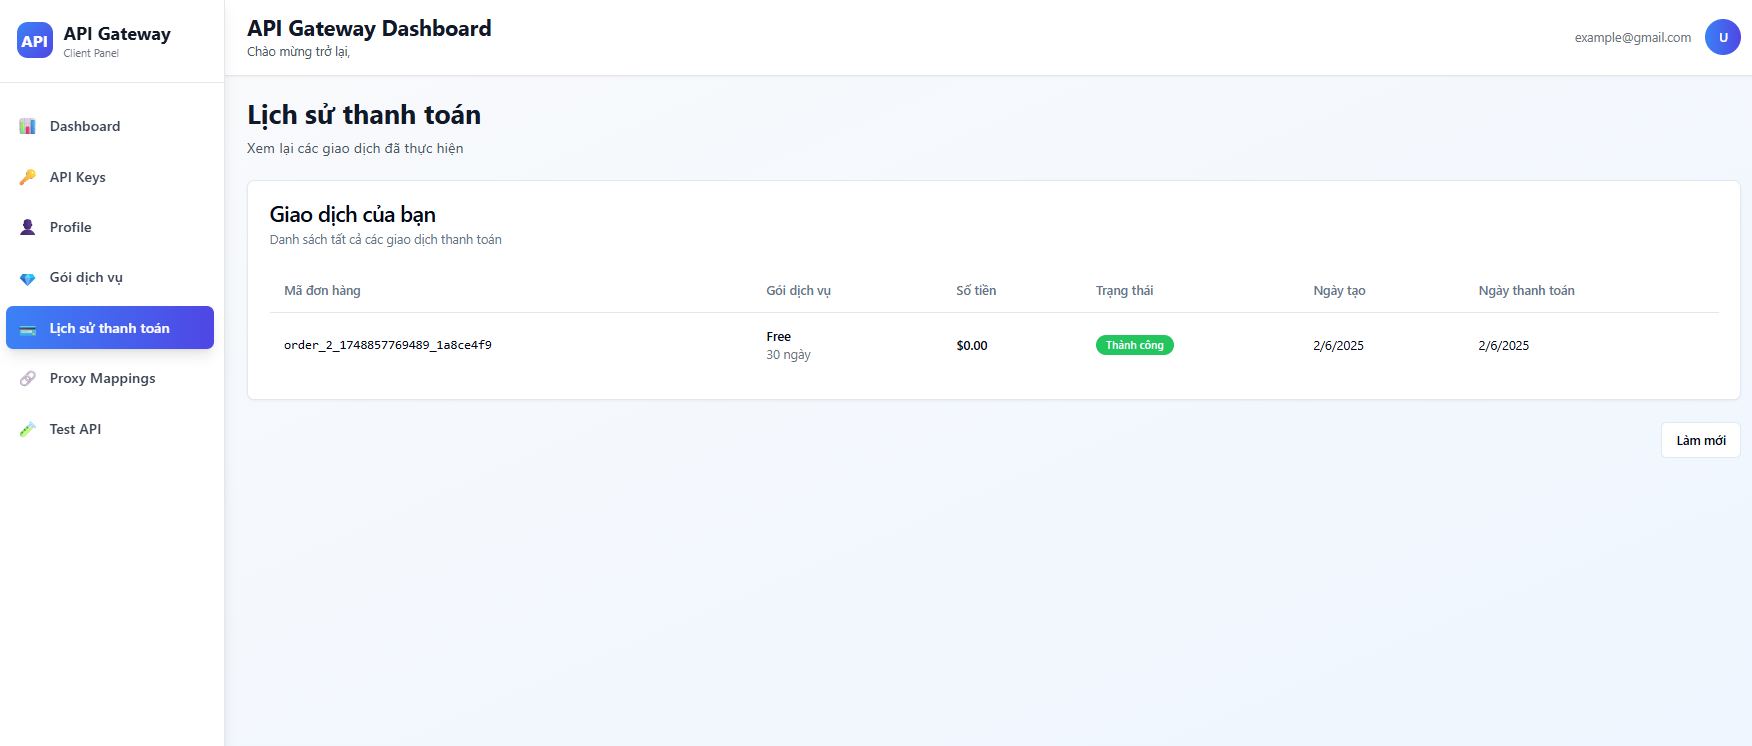 API
API Gateway
Client Panel
Dashboard
API Keys
Profile
Gói dịch vụ
Lịch sử thanh toán
Proxy Mappings
Test API
API Gateway Dashboard
Chào mừng trở lại,
example@gmail.com
U
Lịch sử thanh toán
Xem lại các giao dịch đã thực hiện
Giao dịch của bạn
Danh sách tất cả các giao dịch thanh toán
Mã đơn hàng Gói dịch vụ Số tiền Trạng thái Ngày tạo Ngày thanh toán
order_2_1748857769489_1a8ce4f9 Free $0.00 Thành công 2/6/2025 2/6/2025
30 ngày
Làm mới